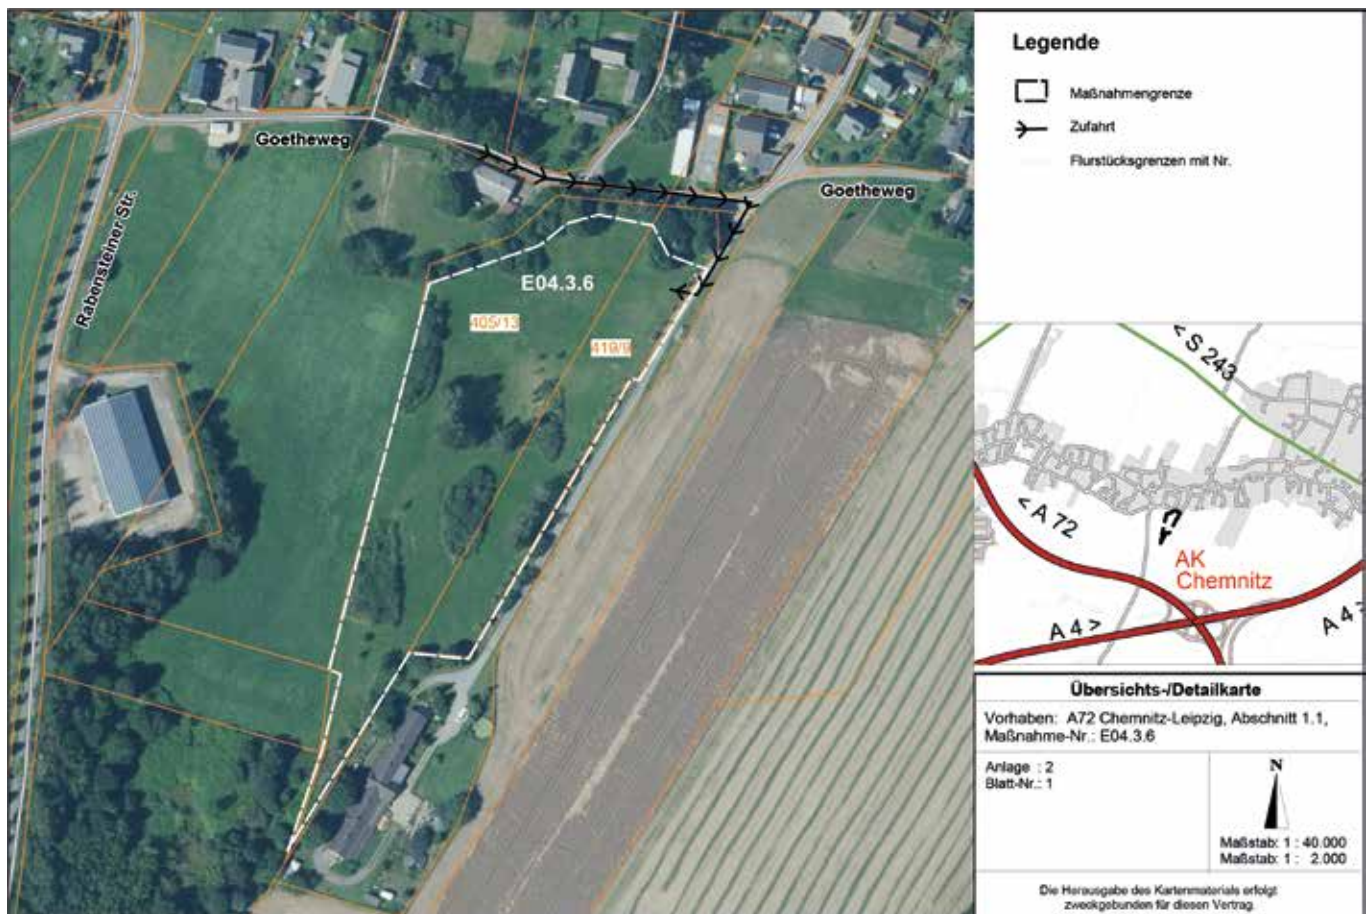 Goetheweg
Goetheweg
Rabensteiner Str.
E04.3.6
405/13
419/9
Legende
Maßnahmengrenze
Zufahrt
Flurstücksgrenzen mit Nr.
< S 243
< A 72
AK
Chemnitz
A 4 >
A 4 >
Übersichts-/Detailkarte
Vorhaben: A72 Chemnitz-Leipzig, Abschnitt 1.1,
Maßnahme-Nr.: E04.3.6
Anlage : 2
Blatt-Nr.: 1
N
Maßstab: 1 : 40.000
Maßstab: 1 : 2.000
Die Herausgabe des Kartenmaterials erfolgt
zweckgebunden für diesen Vertrag.